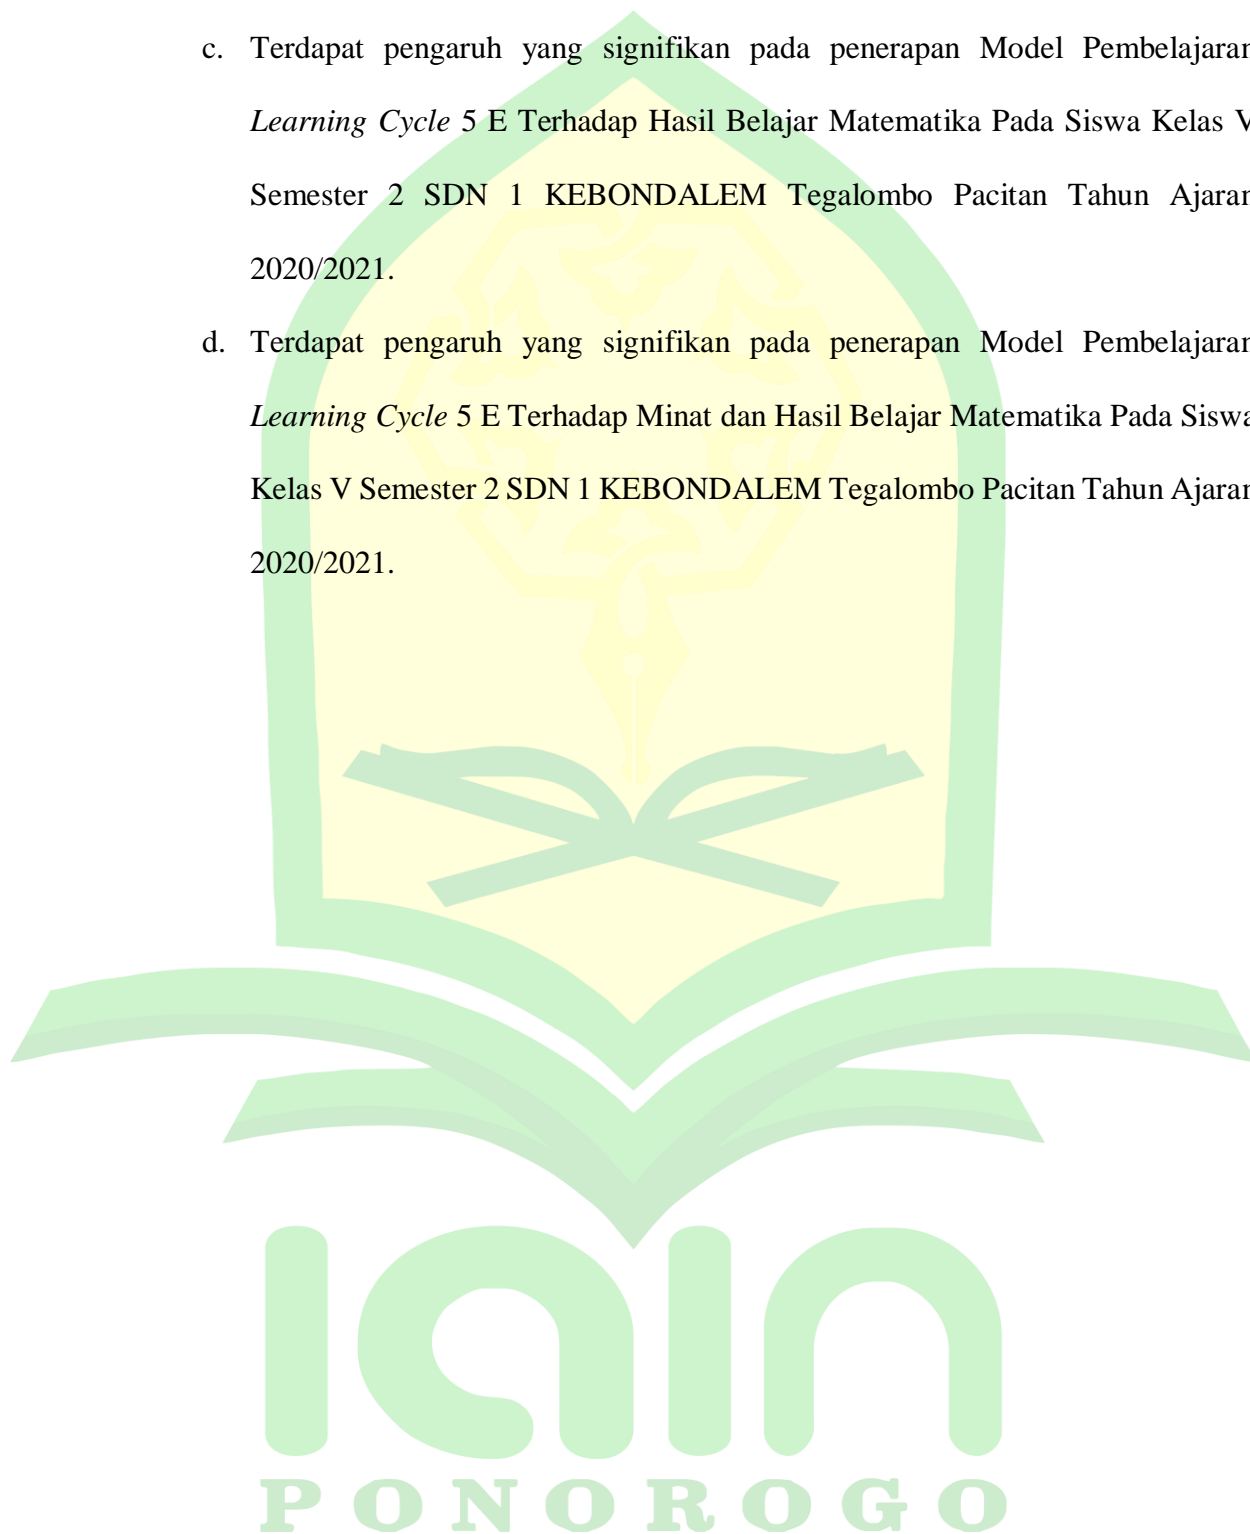 c. Terdapat pengaruh yang signifikan pada penerapan Model Pembelajaran
Learning Cycle 5 E Terhadap Hasil Belajar Matematika Pada Siswa Kelas V
Semester 2 SDN 1 KEBONDALEM Tegalombo Pacitan Tahun Ajaran
2020/2021.
d. Terdapat pengaruh yang signifikan pada penerapan Model Pembelajaran
Learning Cycle 5 E Terhadap Minat dan Hasil Belajar Matematika Pada Siswa
Kelas V Semester 2 SDN 1 KEBONDALEM Tegalombo Pacitan Tahun Ajaran
2020/2021.
iain
PONOROGO